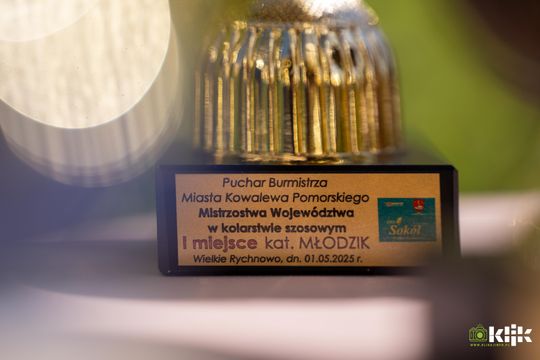 Puchar Burmistrza
Miasta Kowalewa Pomorskiego
Mistrzostwa Województwa
w kolarstwie szosowym
I miejsce kat. MŁODZIK
Wielkie Rychnowo, dn. 01.05.2025 r.
Sokół
klik